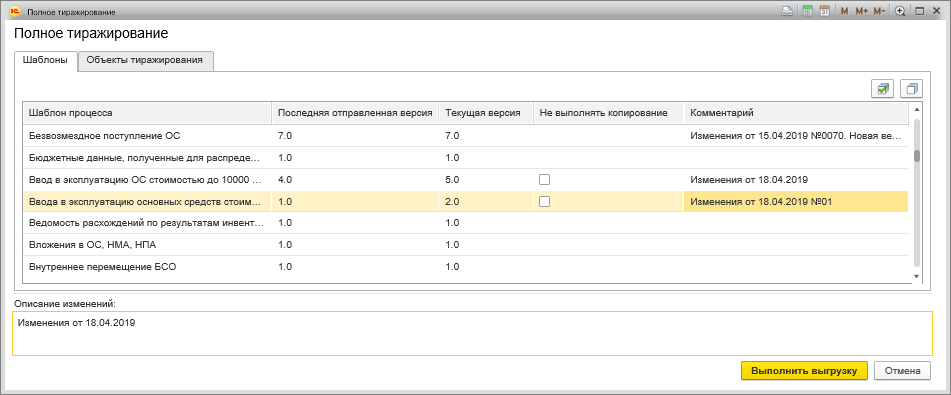 1С Полное тиражирование
M M+ M-
Полное тиражирование
Шаблоны Объекты тиражирования
Шаблон процесса Последняя отправленная версия Текущая версия Не выполнять копирование Комментарий
Безвозмездное поступление ОС 7.0 7.0 Изменения от 15.04.2019 №0070. Новая ве...
Бюджетные данные, полученные для распреде... 1.0 1.0
Ввод в эксплуатацию ОС стоимостью до 10000 ... 4.0 5.0 Изменения от 18.04.2019
Ввода в эксплуатацию основных средств стоим... 1.0 2.0 Изменения от 18.04.2019 №01
Ведомость расхождений по результатам инвент... 1.0 1.0
Вложения в ОС, НМА, НПА 1.0 1.0
Внутреннее перемещение БСО 1.0 1.0
Описание изменений:
Изменения от 18.04.2019
Выполнить выгрузку Отмена